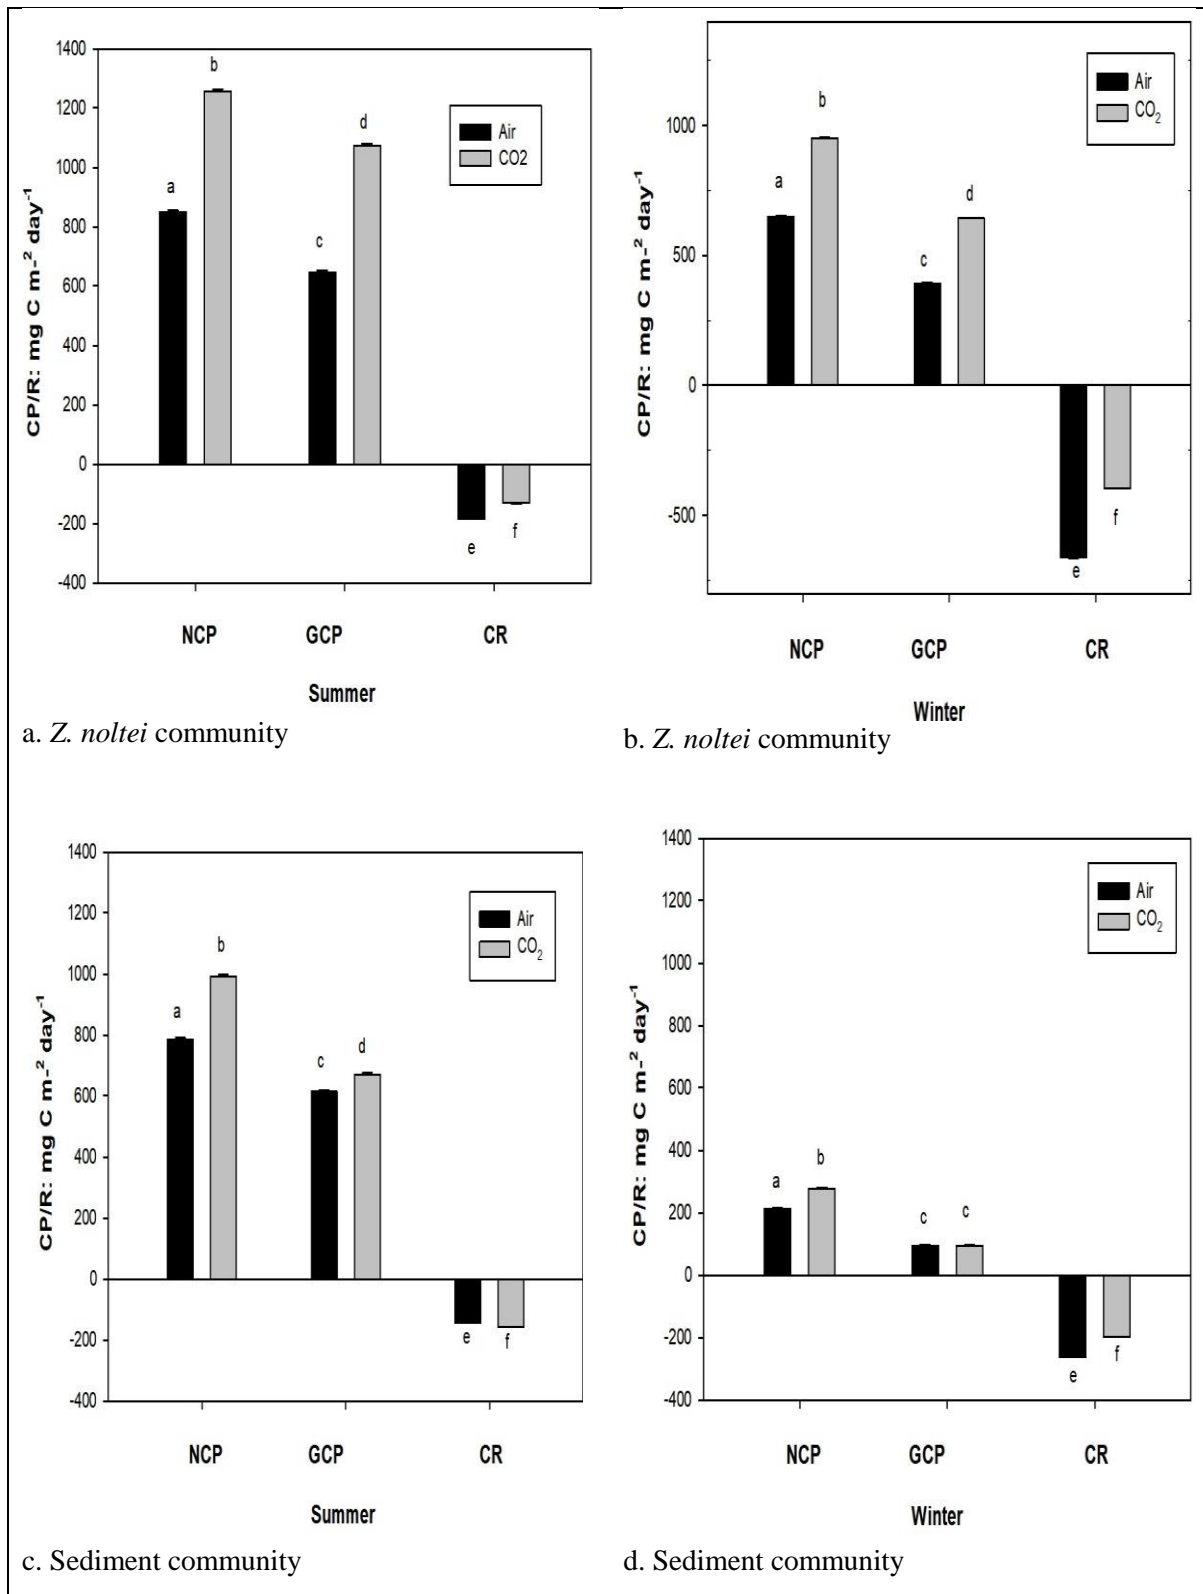 1400
1200
1000
800
600
400
200
0
-200
-400
CP/R: mg C m-² day⁻¹
a
b
c
d
e
f
Air
CO2
NCP GCP CR
Summer
a. Z. noltei community
1000
500
0
-500
CP/R: mg C m-² day⁻¹
a
b
c
d
e
f
Air
CO₂
NCP GCP CR
Winter
b. Z. noltei community
1400
1200
1000
800
600
400
200
0
-200
-400
CP/R: mg C m-² day⁻¹
a
b
c
d
e
f
Air
CO₂
NCP GCP CR
Summer
c. Sediment community
1400
1200
1000
800
600
400
200
0
-200
-400
CP/R: mg C m-² day⁻¹
a
b
c
c
e
f
Air
CO₂
NCP GCP CR
Winter
d. Sediment community